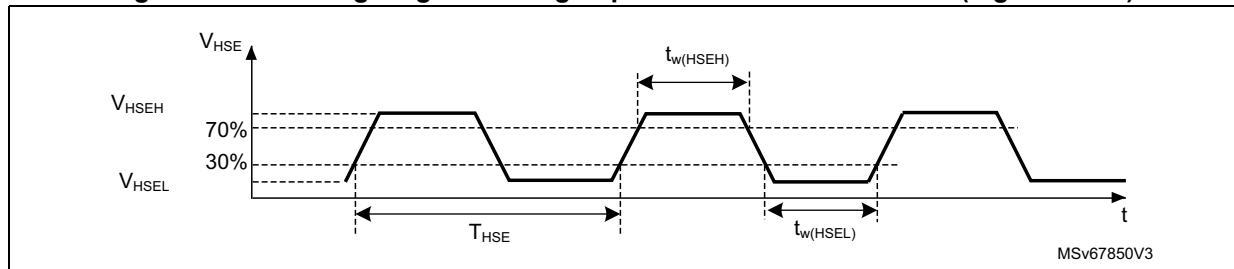 V_HSE
t_w(HSEH)
V_HSEH
70%
30%
V_HSEL
T_HSE
t_w(HSEL)
t
MSv67850V3